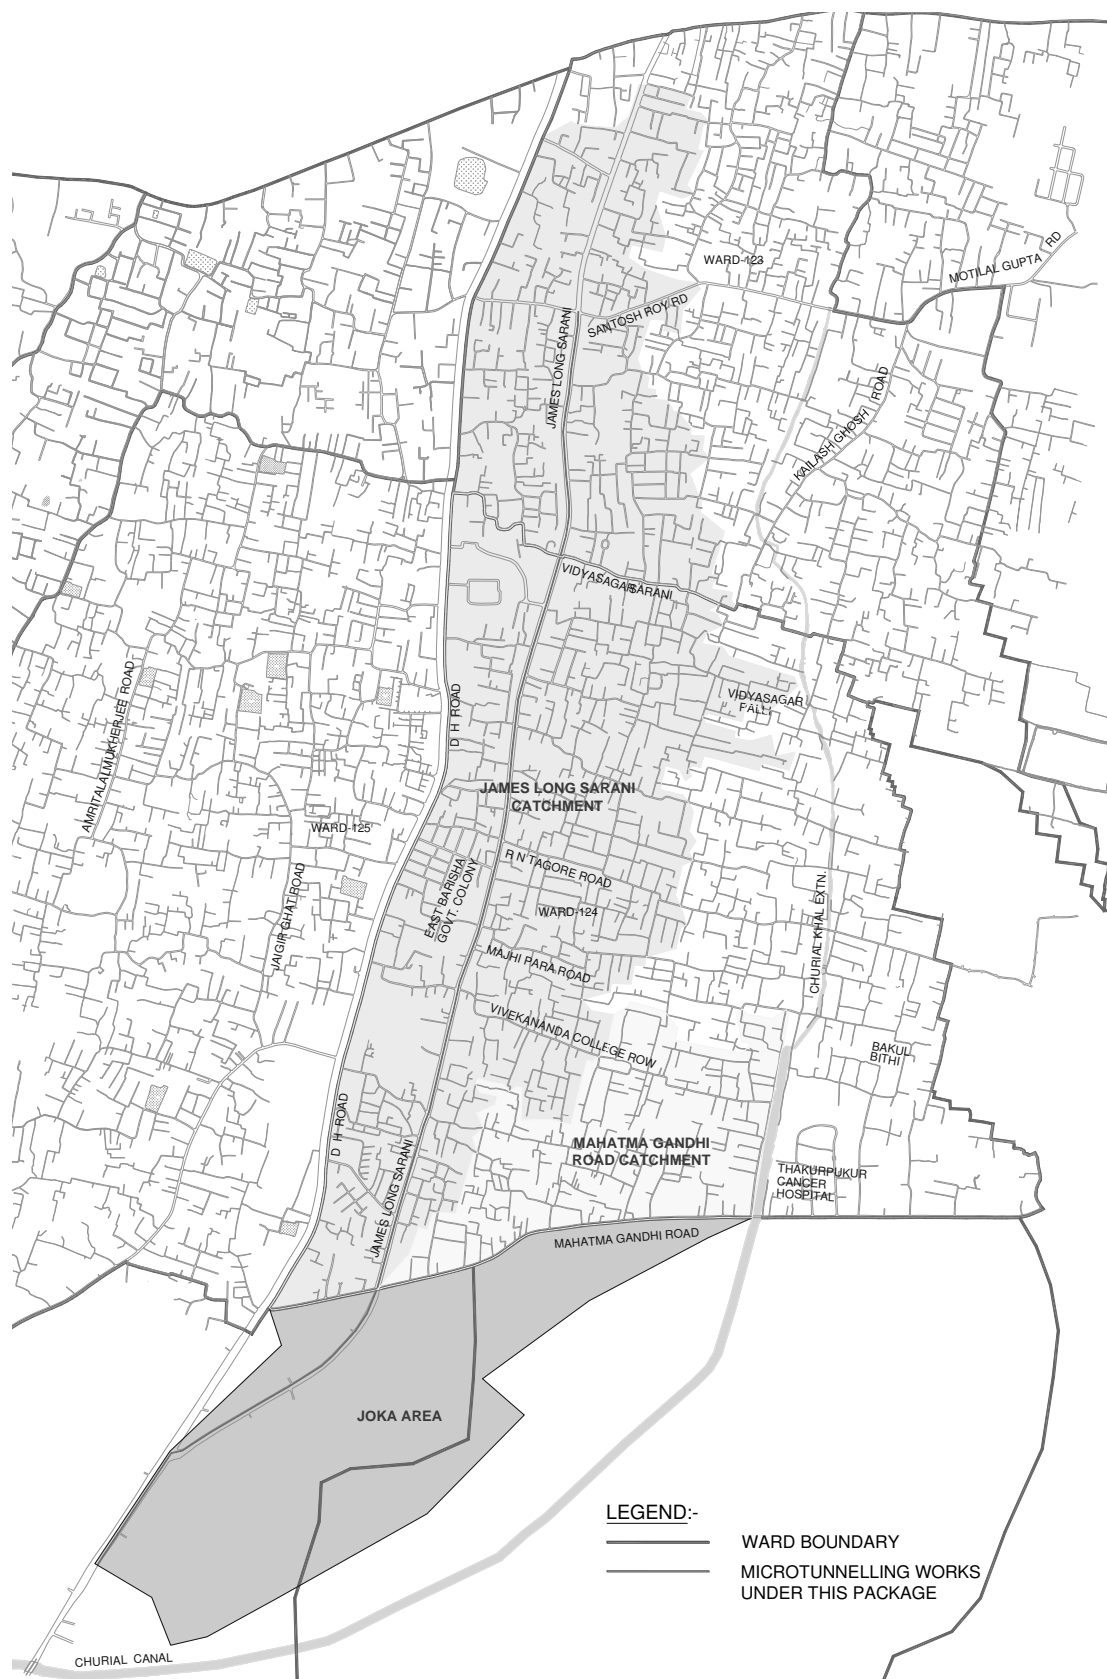 WARD-123
MOTILAL GUPTA RD
SANTOSH ROY RD
JAMES LONG SARANI
KAILASH GHOSH ROAD
VIDYASAGAR SARANI
AMRITALALMUKHERJEE ROAD
D H ROAD
VIDYASAGAR
PALLI
JAMES LONG SARANI
CATCHMENT
WARD-125
R N TAGORE ROAD
EAST BARISHA
GOVT. COLONY
WARD-124
JAIGIR GHAT ROAD
CHURIAL KHAL EXTN.
MAJHI PARA ROAD
VIVEKANANDA COLLEGE ROW
BAKUL
BITHI
D H ROAD
JAMES LONG SARANI
MAHATMA GANDHI
ROAD CATCHMENT
THAKURPUKUR
CANCER
HOSPITAL
MAHATMA GANDHI ROAD
JOKA AREA
LEGEND:-
WARD BOUNDARY
MICROTUNNELLING WORKS
UNDER THIS PACKAGE
CHURIAL CANAL